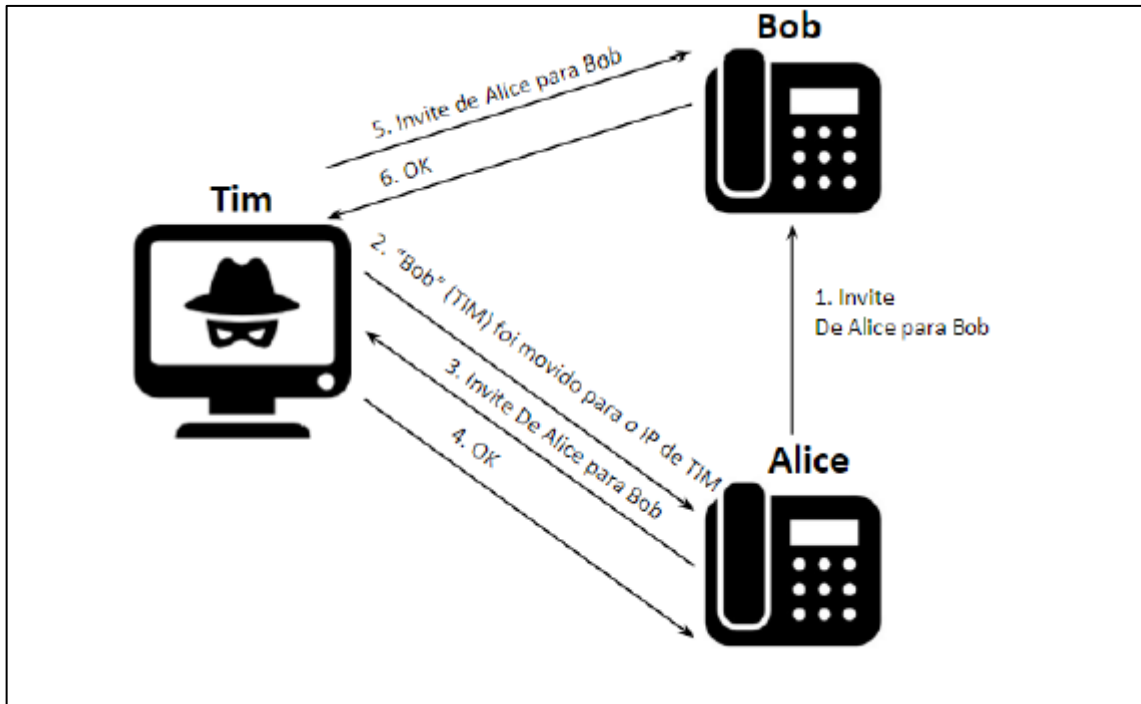 Bob
5. Invite de Alice para Bob
6. OK
Tim
2. "Bob" (TIM) foi movido para o IP de TIM
3. Invite De Alice para Bob
4. OK
1. Invite
De Alice para Bob
Alice